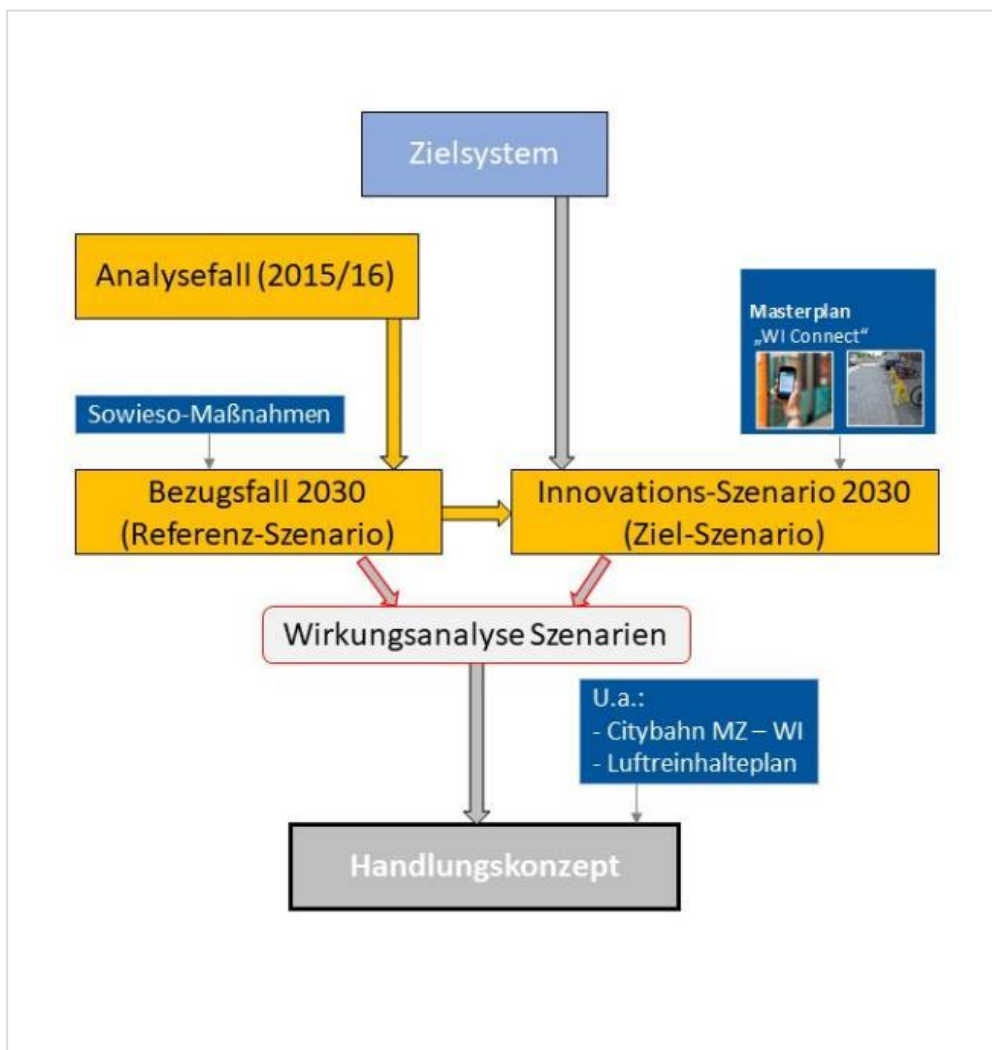 Zielsystem
Analysefall (2015/16)
Masterplan
„WI Connect“
Sowieso-Maßnahmen
Bezugsfall 2030
(Referenz-Szenario)
Innovations-Szenario 2030
(Ziel-Szenario)
Wirkungsanalyse Szenarien
U.a.:
- Citybahn MZ – WI
- Luftreinhalteplan
Handlungskonzept